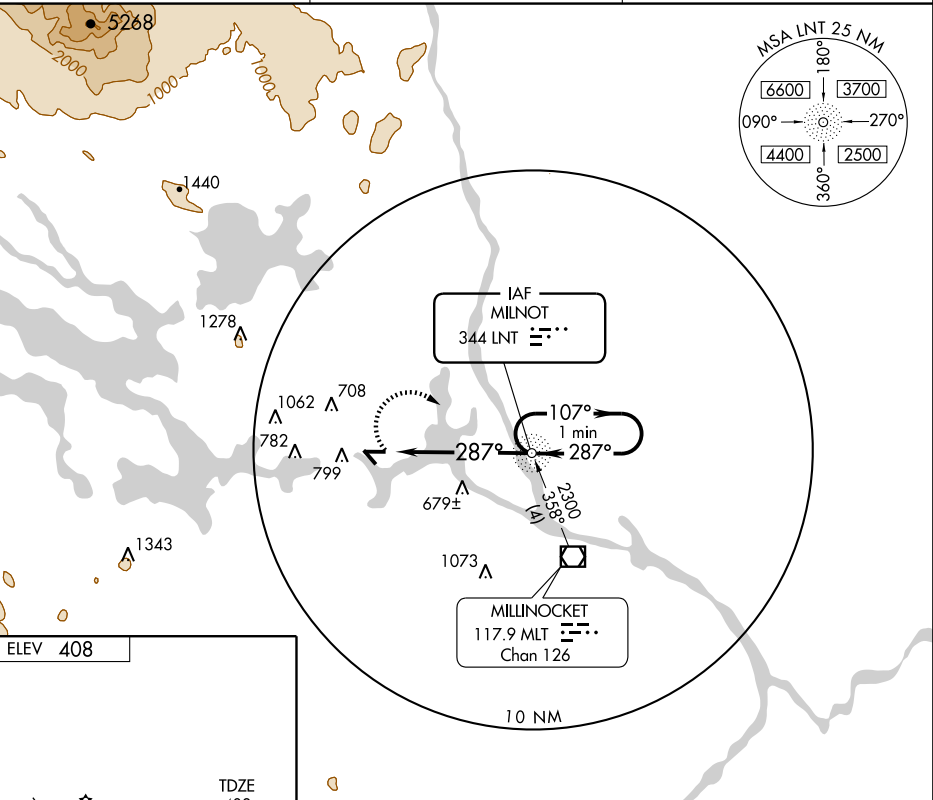 5268
2000
1000
1000
MSA LNT 25 NM
180°
6600
3700
090°
270°
4400
2500
360°
1440
IAF
MILNOT
344 LNT
1278
1062
708
107°
1 min
782
287°
287°
799
679±
2300
358°
(4)
1343
1073
MILLINOCKET
117.9 MLT
Chan 126
ELEV 408
10 NM
TDZE